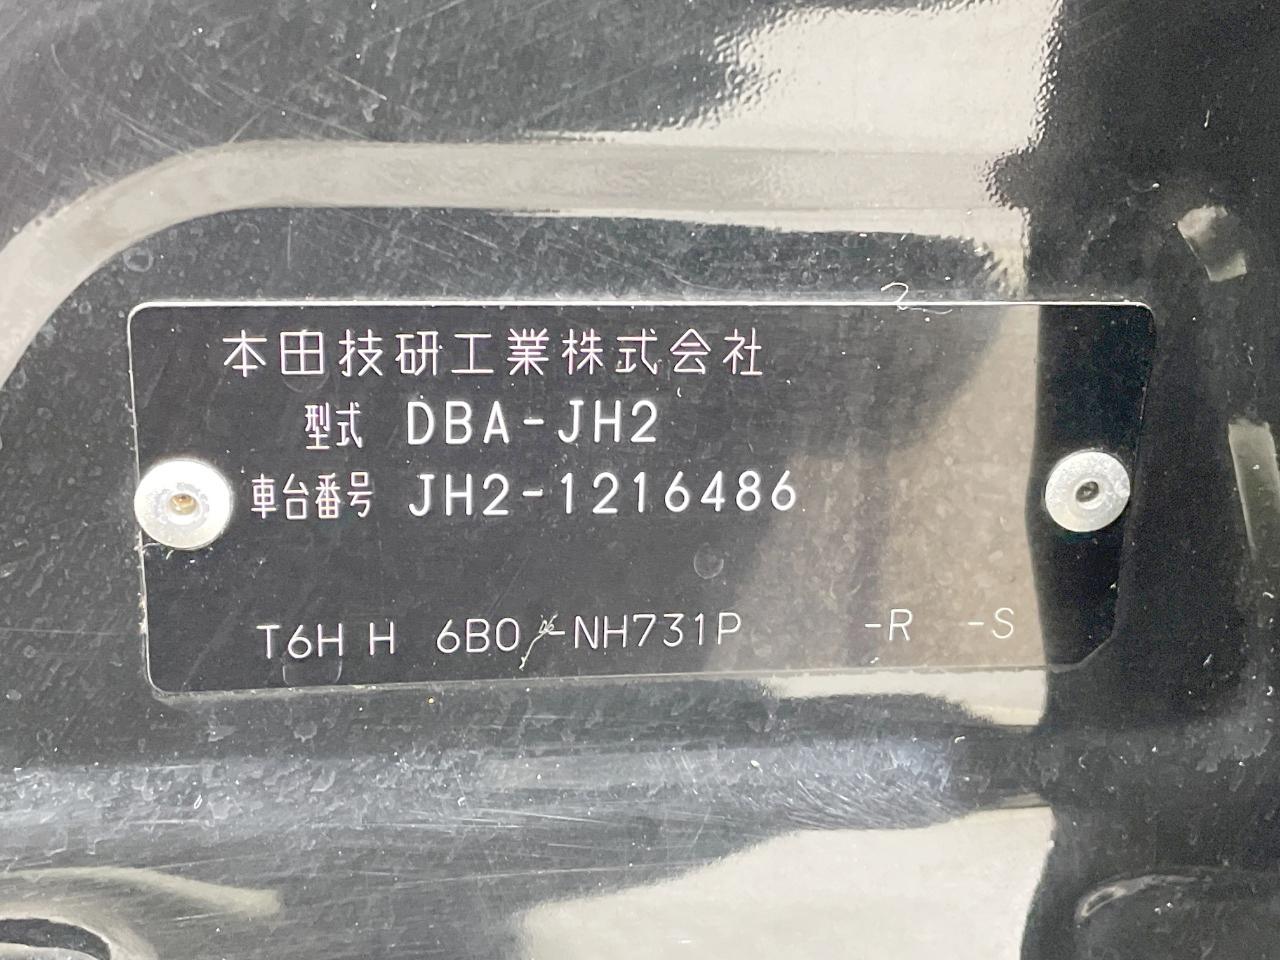 本田技研工業株式会社
型式 DBA-JH2
車台番号 JH2-1216486
T6H H 6B0 -NH731P -R -S